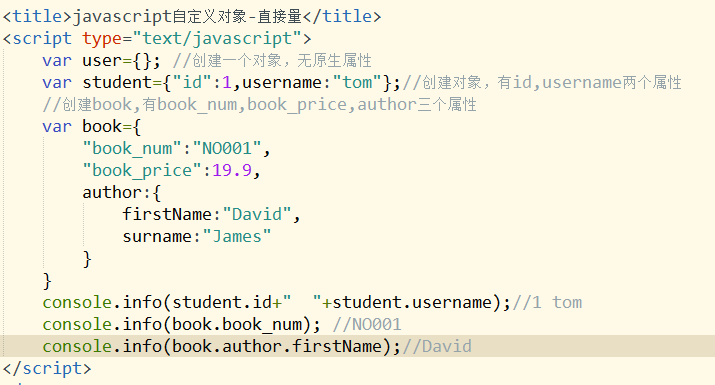 <title>javascript自定义对象-直接量</title>
<script type="text/javascript">
    var user={}; //创建一个对象，无原生属性
    var student={"id":1,username:"tom"};//创建对象，有id,username两个属性
    //创建book,有book_num,book_price,author三个属性
    var book={
        "book_num":"NO001",
        "book_price":19.9,
        author:{
            firstName:"David",
            surname:"James"
        }
    }
    console.info(student.id+"  "+student.username);//1 tom
    console.info(book.book_num); //NO001
    console.info(book.author.firstName);//David
</script>